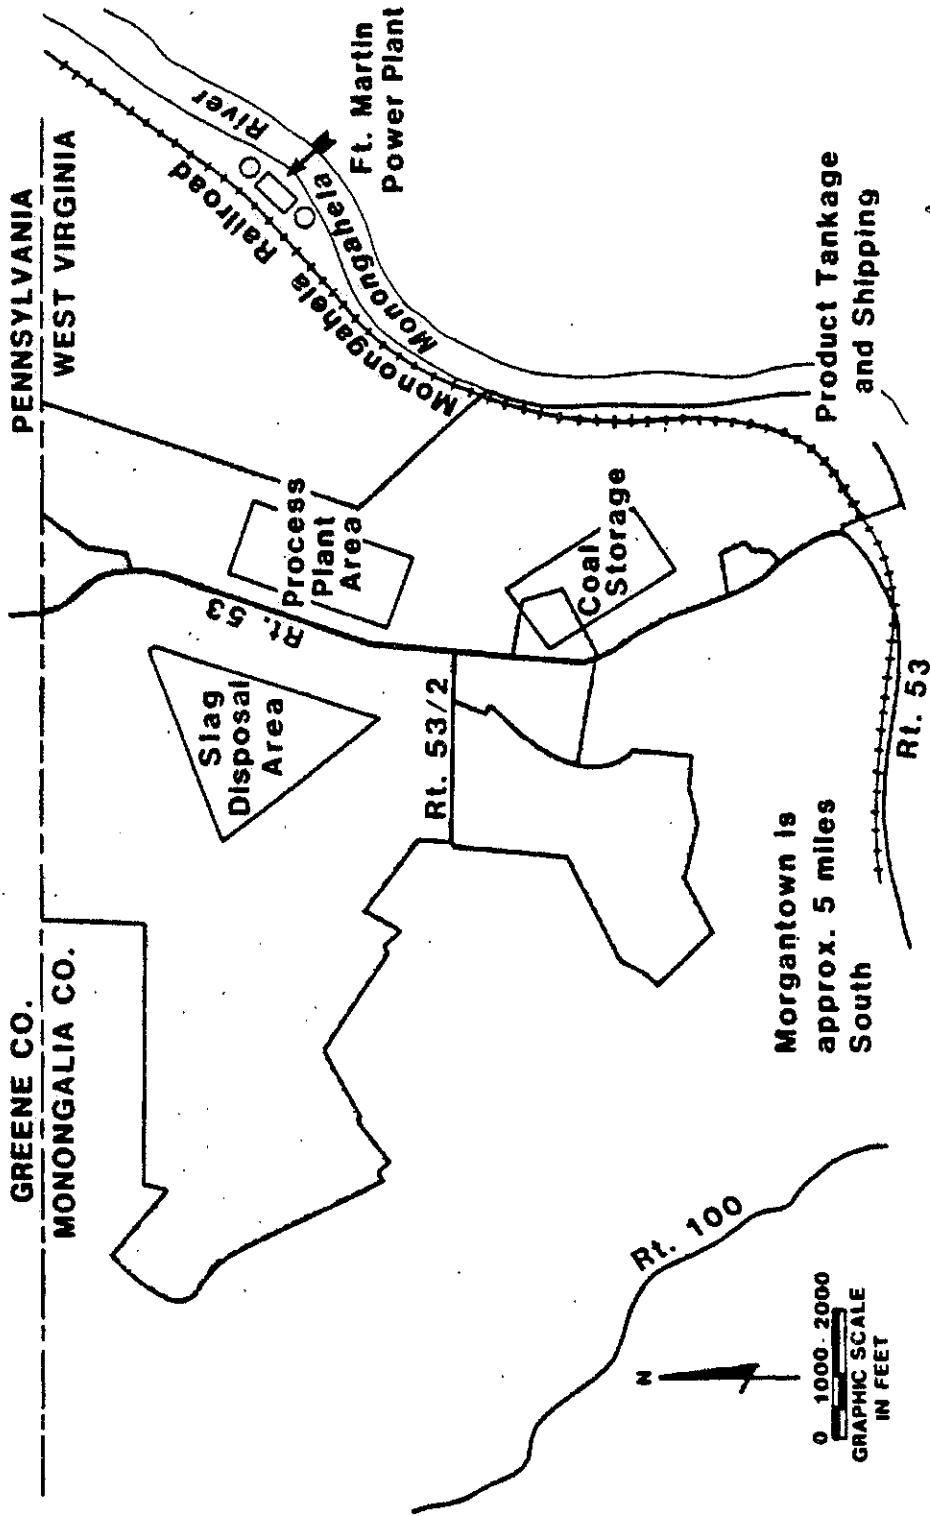 GREENE CO.
MONONGALIA CO.
PENNSYLVANIA
WEST VIRGINIA
River
Monongahela
Monongahela Railroad
Ft. Martin
Power Plant
Process
Plant
Area
Rt. 53
Slag
Disposal
Area
Rt. 53/2
Coal
Storage
Product Tankage
and Shipping
Rt. 53
Morgantown is
approx. 5 miles
South
Rt. 100
N
0 1000 2000
GRAPHIC SCALE
IN FEET